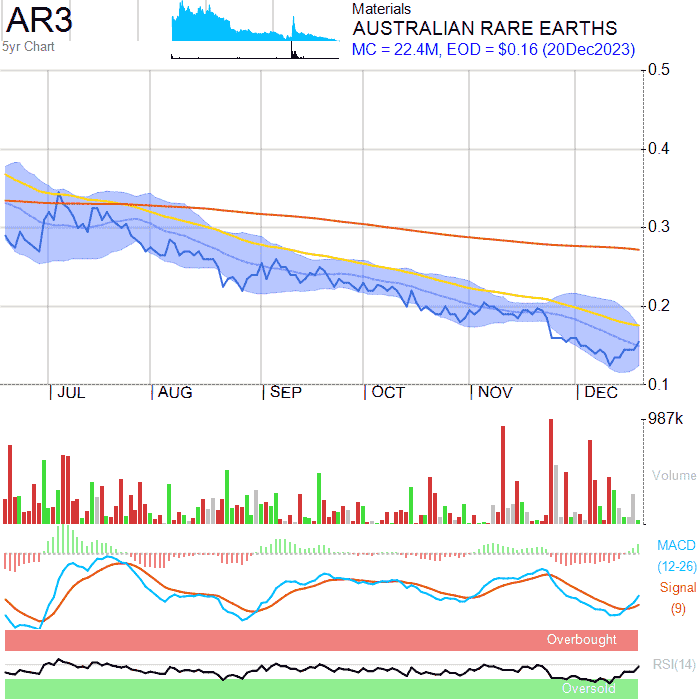 AR3
5yr Chart
Materials
AUSTRALIAN RARE EARTHS
MC = 22.4M, EOD = $0.16 (20Dec2023)
0.5
0.4
0.3
0.2
0.1
JUL AUG SEP OCT NOV DEC
987k
Volume
MACD
(12-26)
Signal
(9)
Overbought
RSI(14)
Oversold